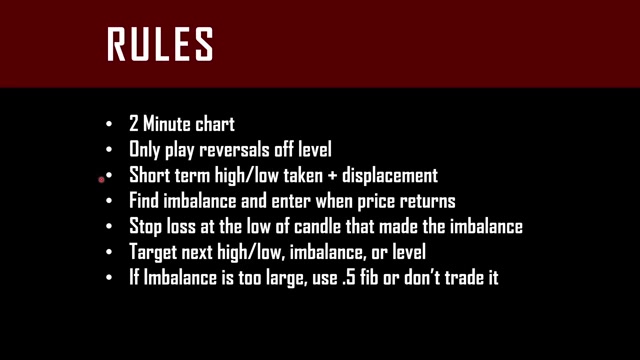 RULES
• 2 Minute chart
• Only play reversals off level
• Short term high/low taken + displacement
• Find imbalance and enter when price returns
• Stop loss at the low of candle that made the imbalance
• Target next high/low, imbalance, or level
• If Imbalance is too large, use .5 fib or don't trade it